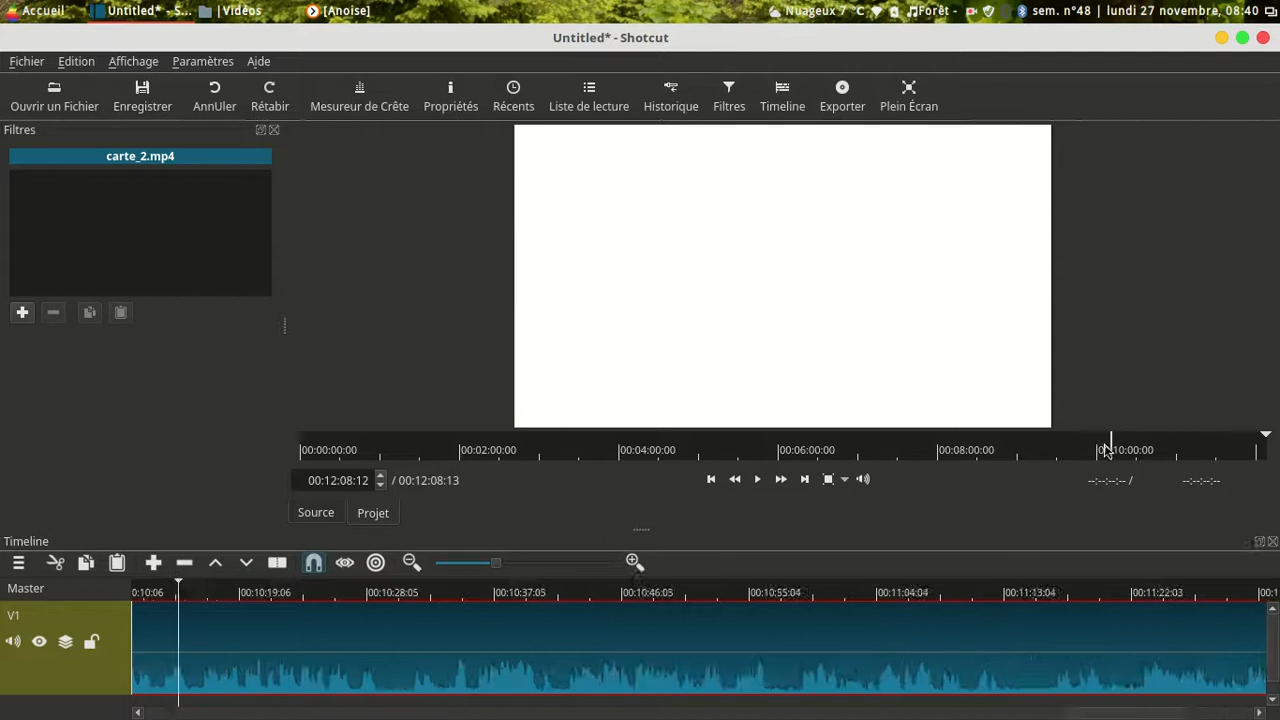 Accueil Untitled* - S... |Vidéos [Anoise] Nuageux 7 °C Forêt - sem. n°48 | lundi 27 novembre, 08:40
Untitled* - Shotcut
Fichier Edition Affichage Paramètres Aide
Ouvrir un Fichier Enregistrer AnnUler Rétabir Mesureur de Crête Propriétés Récents Liste de lecture Historique Filtres Timeline Exporter Plein Écran
Filtres
carte_2.mp4
00:00:00:00 00:02:00:00 00:04:00:00 00:06:00:00 00:08:00:00 00:10:00:00
00:12:08:12 / 00:12:08:13 --:--:--:-- / --:--:--:--
Source Projet
Timeline
Master 00:10:19:06 00:10:28:05 00:10:37:05 00:10:46:05 00:10:55:04 00:11:04:04 00:11:13:04 00:11:22:03
V1